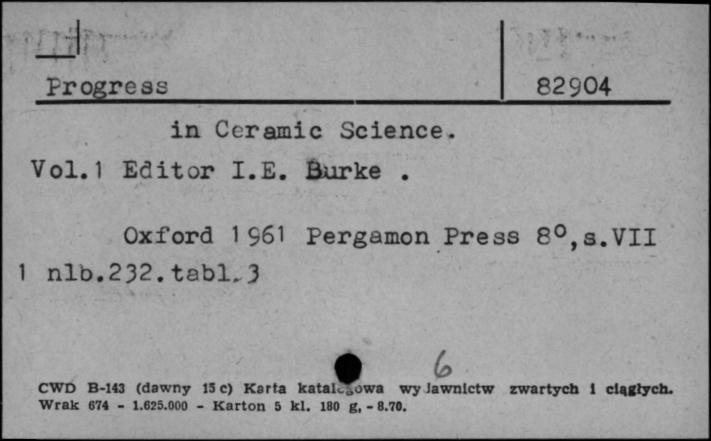 Progress 82904
in Ceramic Science.
Vol.1 Editor I.E. Burke .
Oxford 1961 Pergamon Press 8°,s.VII
1 nlb.232.tabl.3
6
CWD B-143 (dawny 15 c) Karta katalogowa wydawnictw zwartych i ciągłych.
Wrak 674 - 1.625.000 - Karton 5 kl. 180 g, - 8.70.